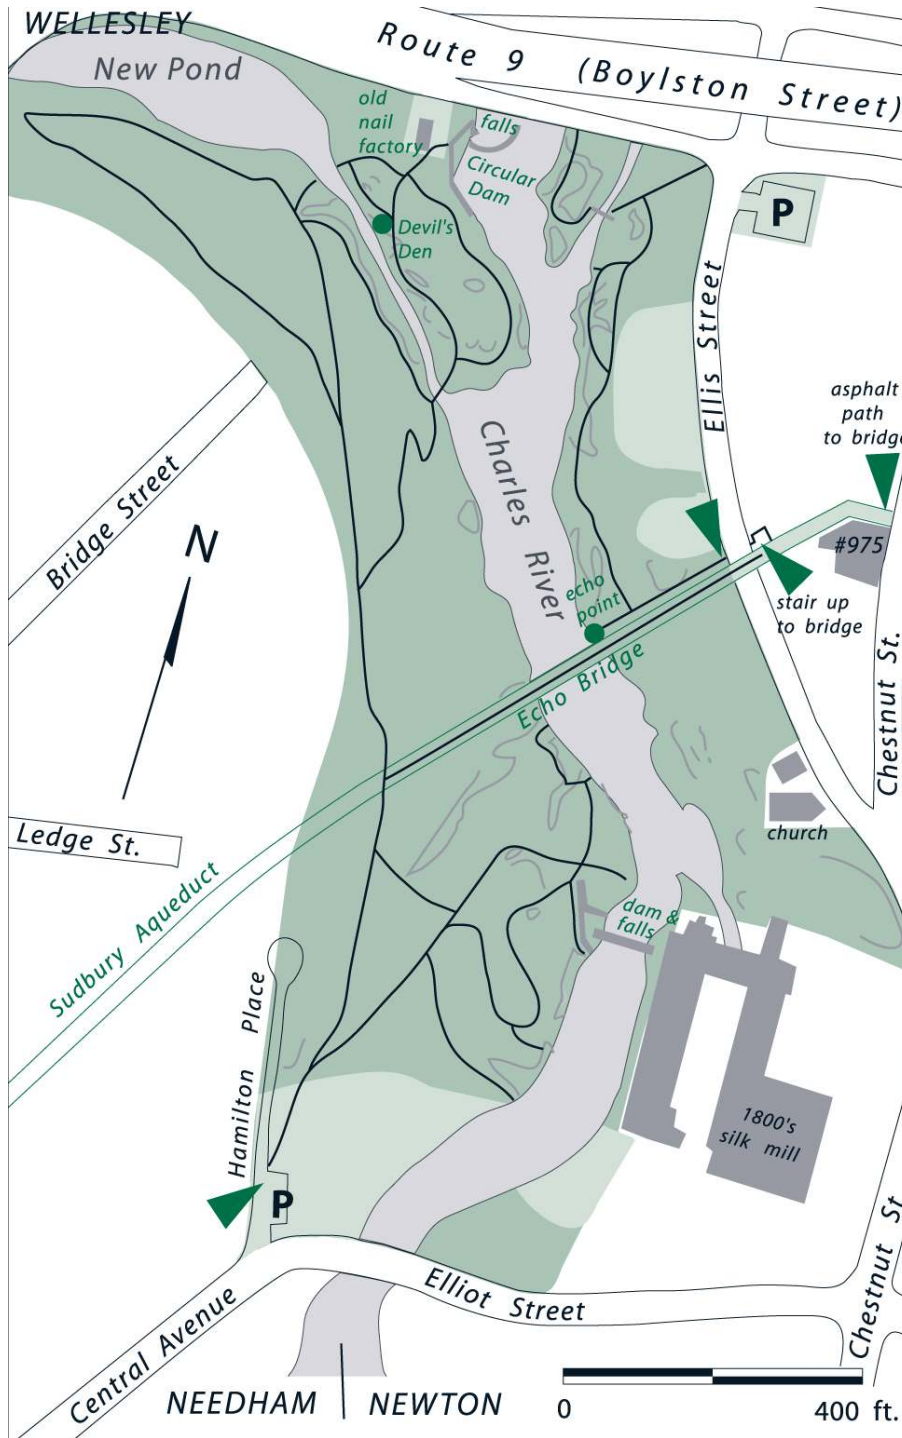 WELLESLEY
New Pond
Route 9 (Boylston Street)
old
nail
factory
falls
Circular
Dam
P
Devil's
Den
Ellis Street
asphalt
path
to bridge
Charles River
Bridge Street
N
#975
echo
point
stair up
to bridge
Echo Bridge
Chestnut St.
Ledge St.
church
Sudbury Aqueduct
dam &
falls
Hamilton Place
1800's
silk mill
P
Chestnut St
Elliot Street
Central Avenue
NEEDHAM
NEWTON
0
400 ft.